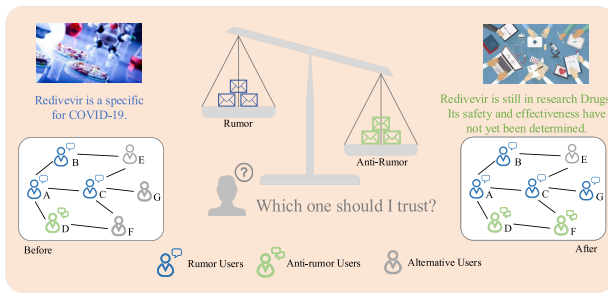 Redivevir is a specific
for COVID-19.
Rumor
Anti-Rumor
Redivevir is still in research Drugs
Its safety and effectiveness have
not yet been determined.
?
Which one should I trust?
B
E
A
C
G
D
F
Before
B
E
A
C
G
D
F
After
Rumor Users
Anti-rumor Users
Alternative Users